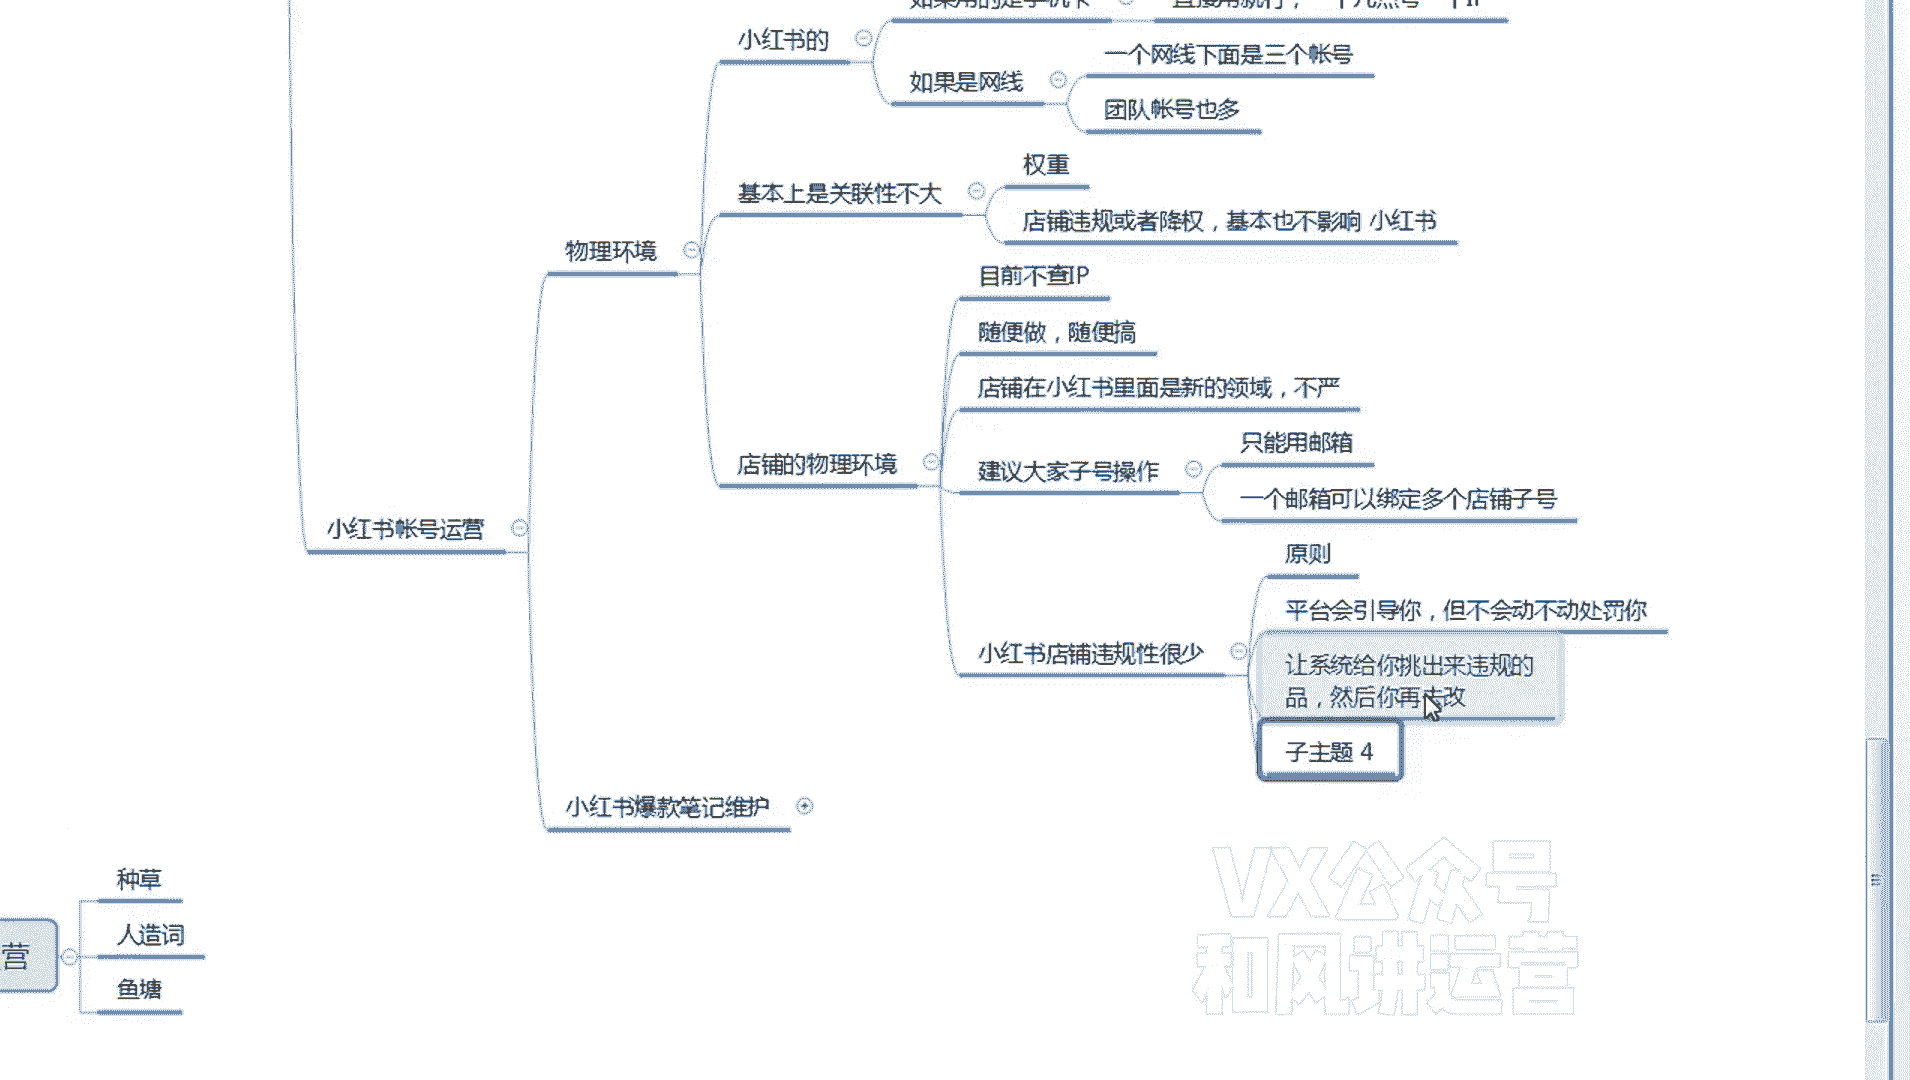 小红书的
一个网线下面是三个帐号
如果是网线
团队帐号也多
权重
基本上是关联性不大
店铺违规或者降权，基本也不影响 小红书
物理环境
目前不查IP
随便做，随便搞
店铺在小红书里面是新的领域，不严
只能用邮箱
店铺的物理环境
建议大家子号操作
一个邮箱可以绑定多个店铺子号
小红书帐号运营
原则
平台会引导你，但不会动不动处罚你
小红书店铺违规性很少
让系统给你挑出来违规的
品，然后你再去改
子主题 4
小红书爆款笔记维护
种草
人造词
营
鱼塘
VX公众号
和风讲运营